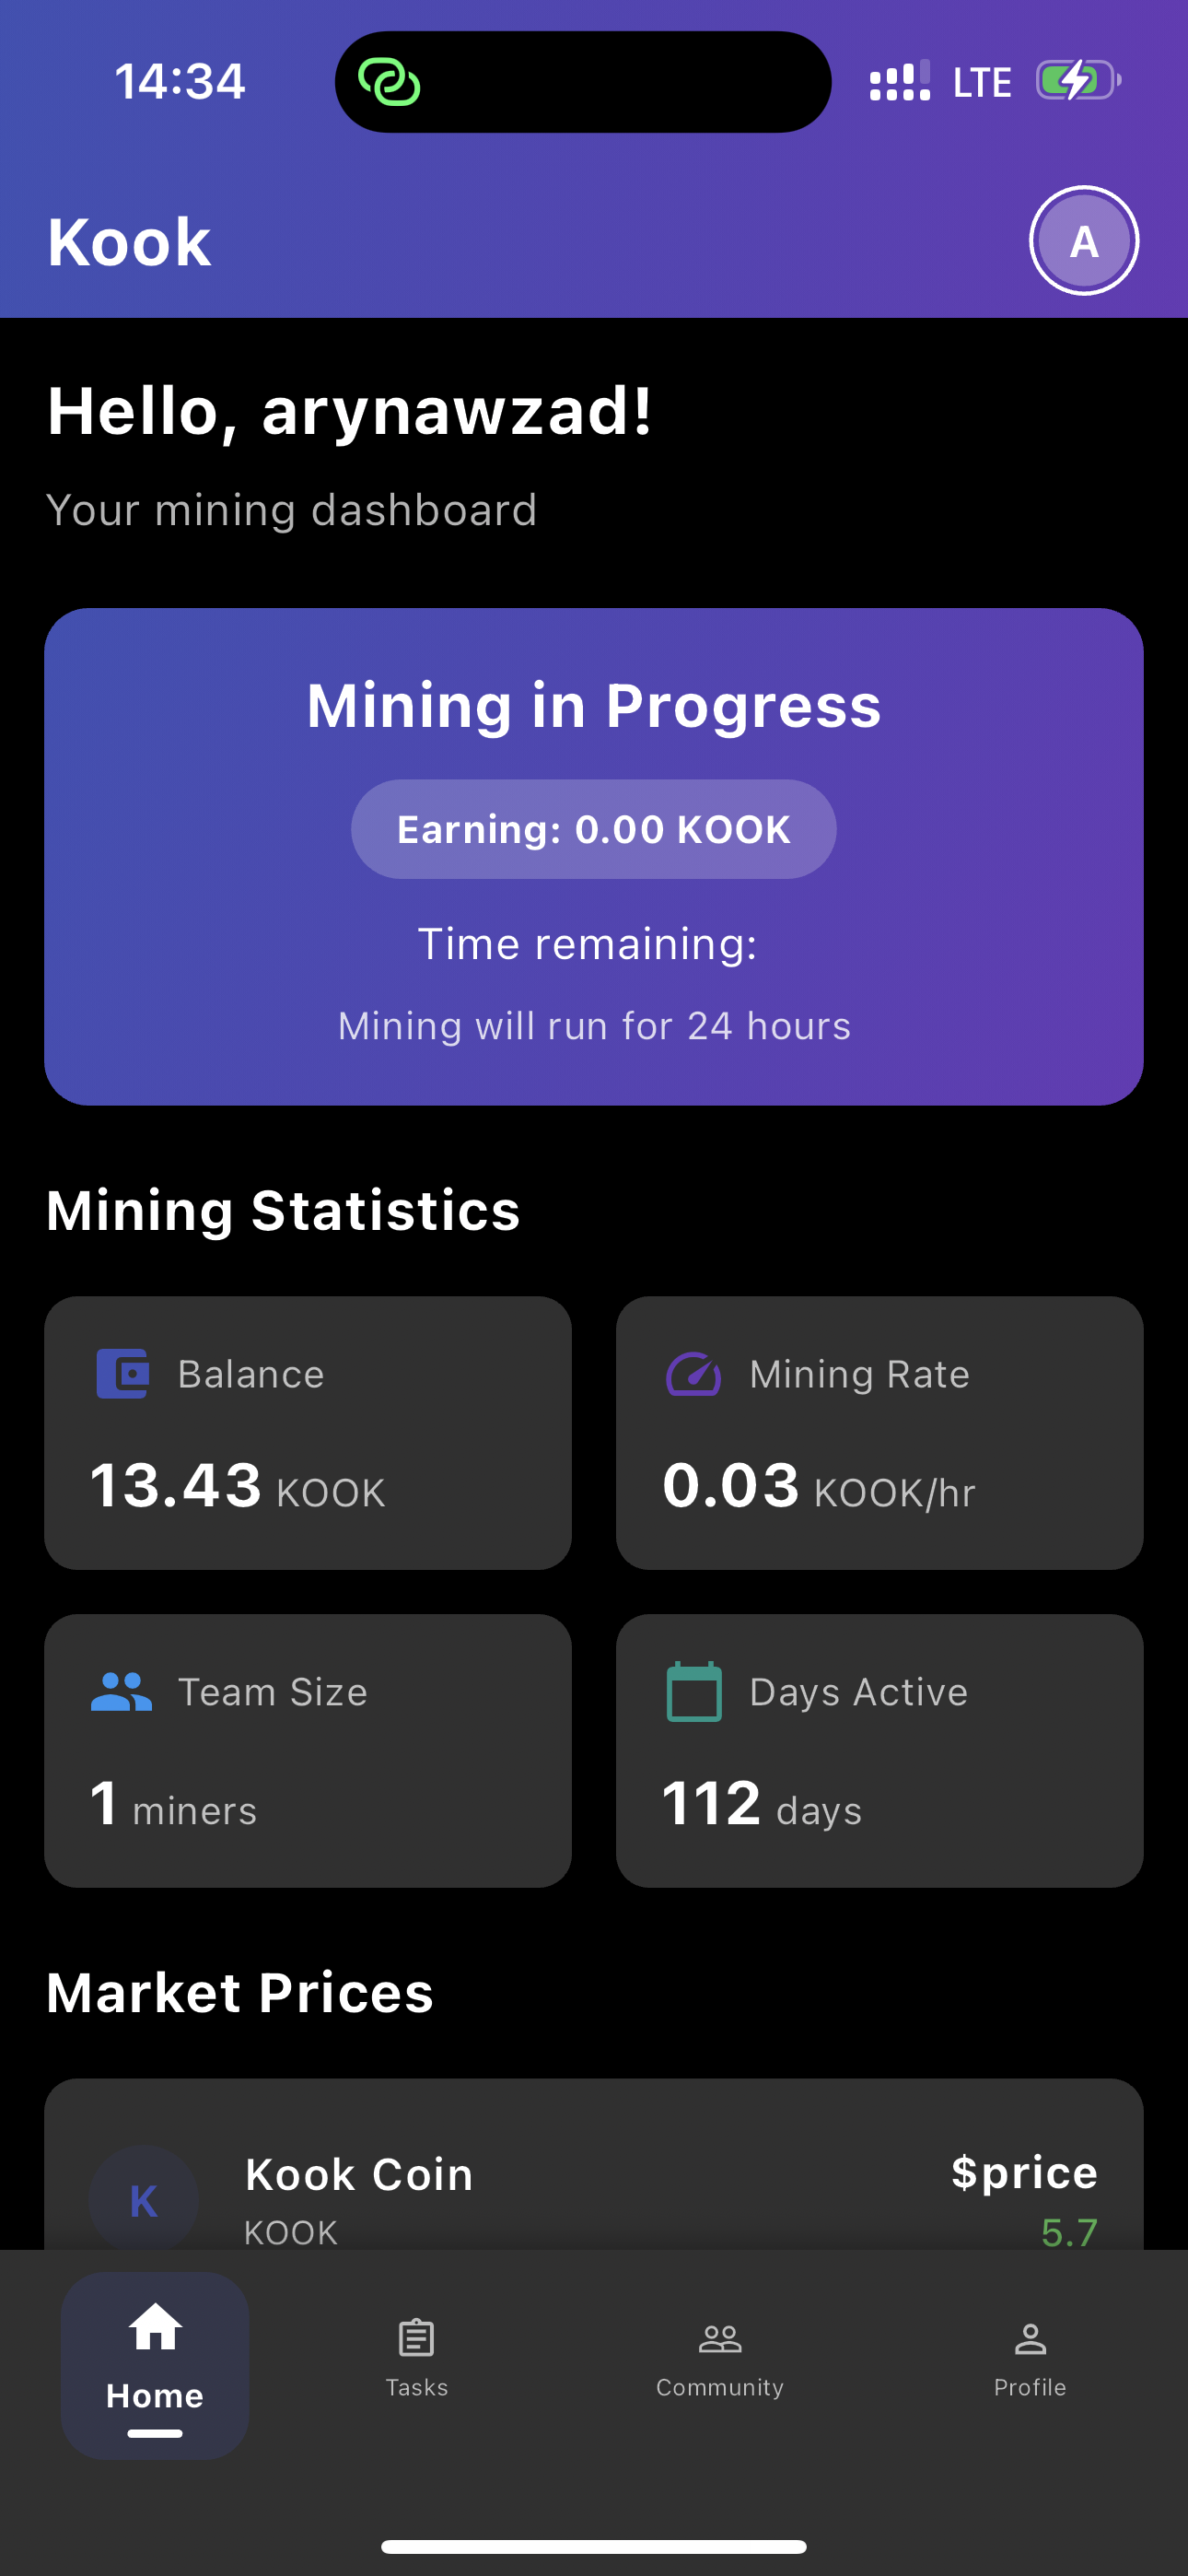 14:34
LTE
Kook
A
Hello, arynawzad!
Your mining dashboard
Mining in Progress
Earning: 0.00 KOOK
Time remaining:
Mining will run for 24 hours
Mining Statistics
Balance
13.43 KOOK
Mining Rate
0.03 KOOK/hr
Team Size
1 miners
Days Active
112 days
Market Prices
K
Kook Coin
$price
KOOK
5.7
Home
Tasks
Community
Profile